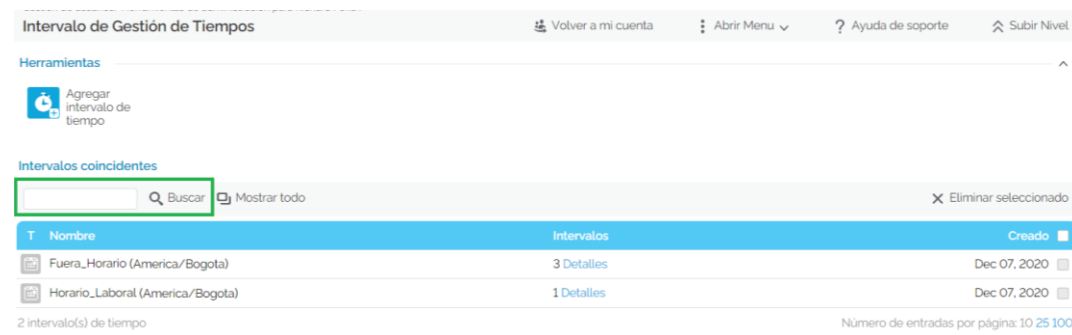 Intervalo de Gestión de Tiempos
Volver a mi cuenta
Abrir Menu
? Ayuda de soporte
Subir Nivel
Herramientas
Agregar
intervalo de
tiempo
Intervalos coincidentes
Buscar
Mostrar todo
Eliminar seleccionado
T Nombre Intervalos Creado
Fuera_Horario (America/Bogota) 3 Detalles Dec 07, 2020
Horario_Laboral (America/Bogota) 1 Detalles Dec 07, 2020
2 intervalo(s) de tiempo
Número de entradas por página: 10 25 100